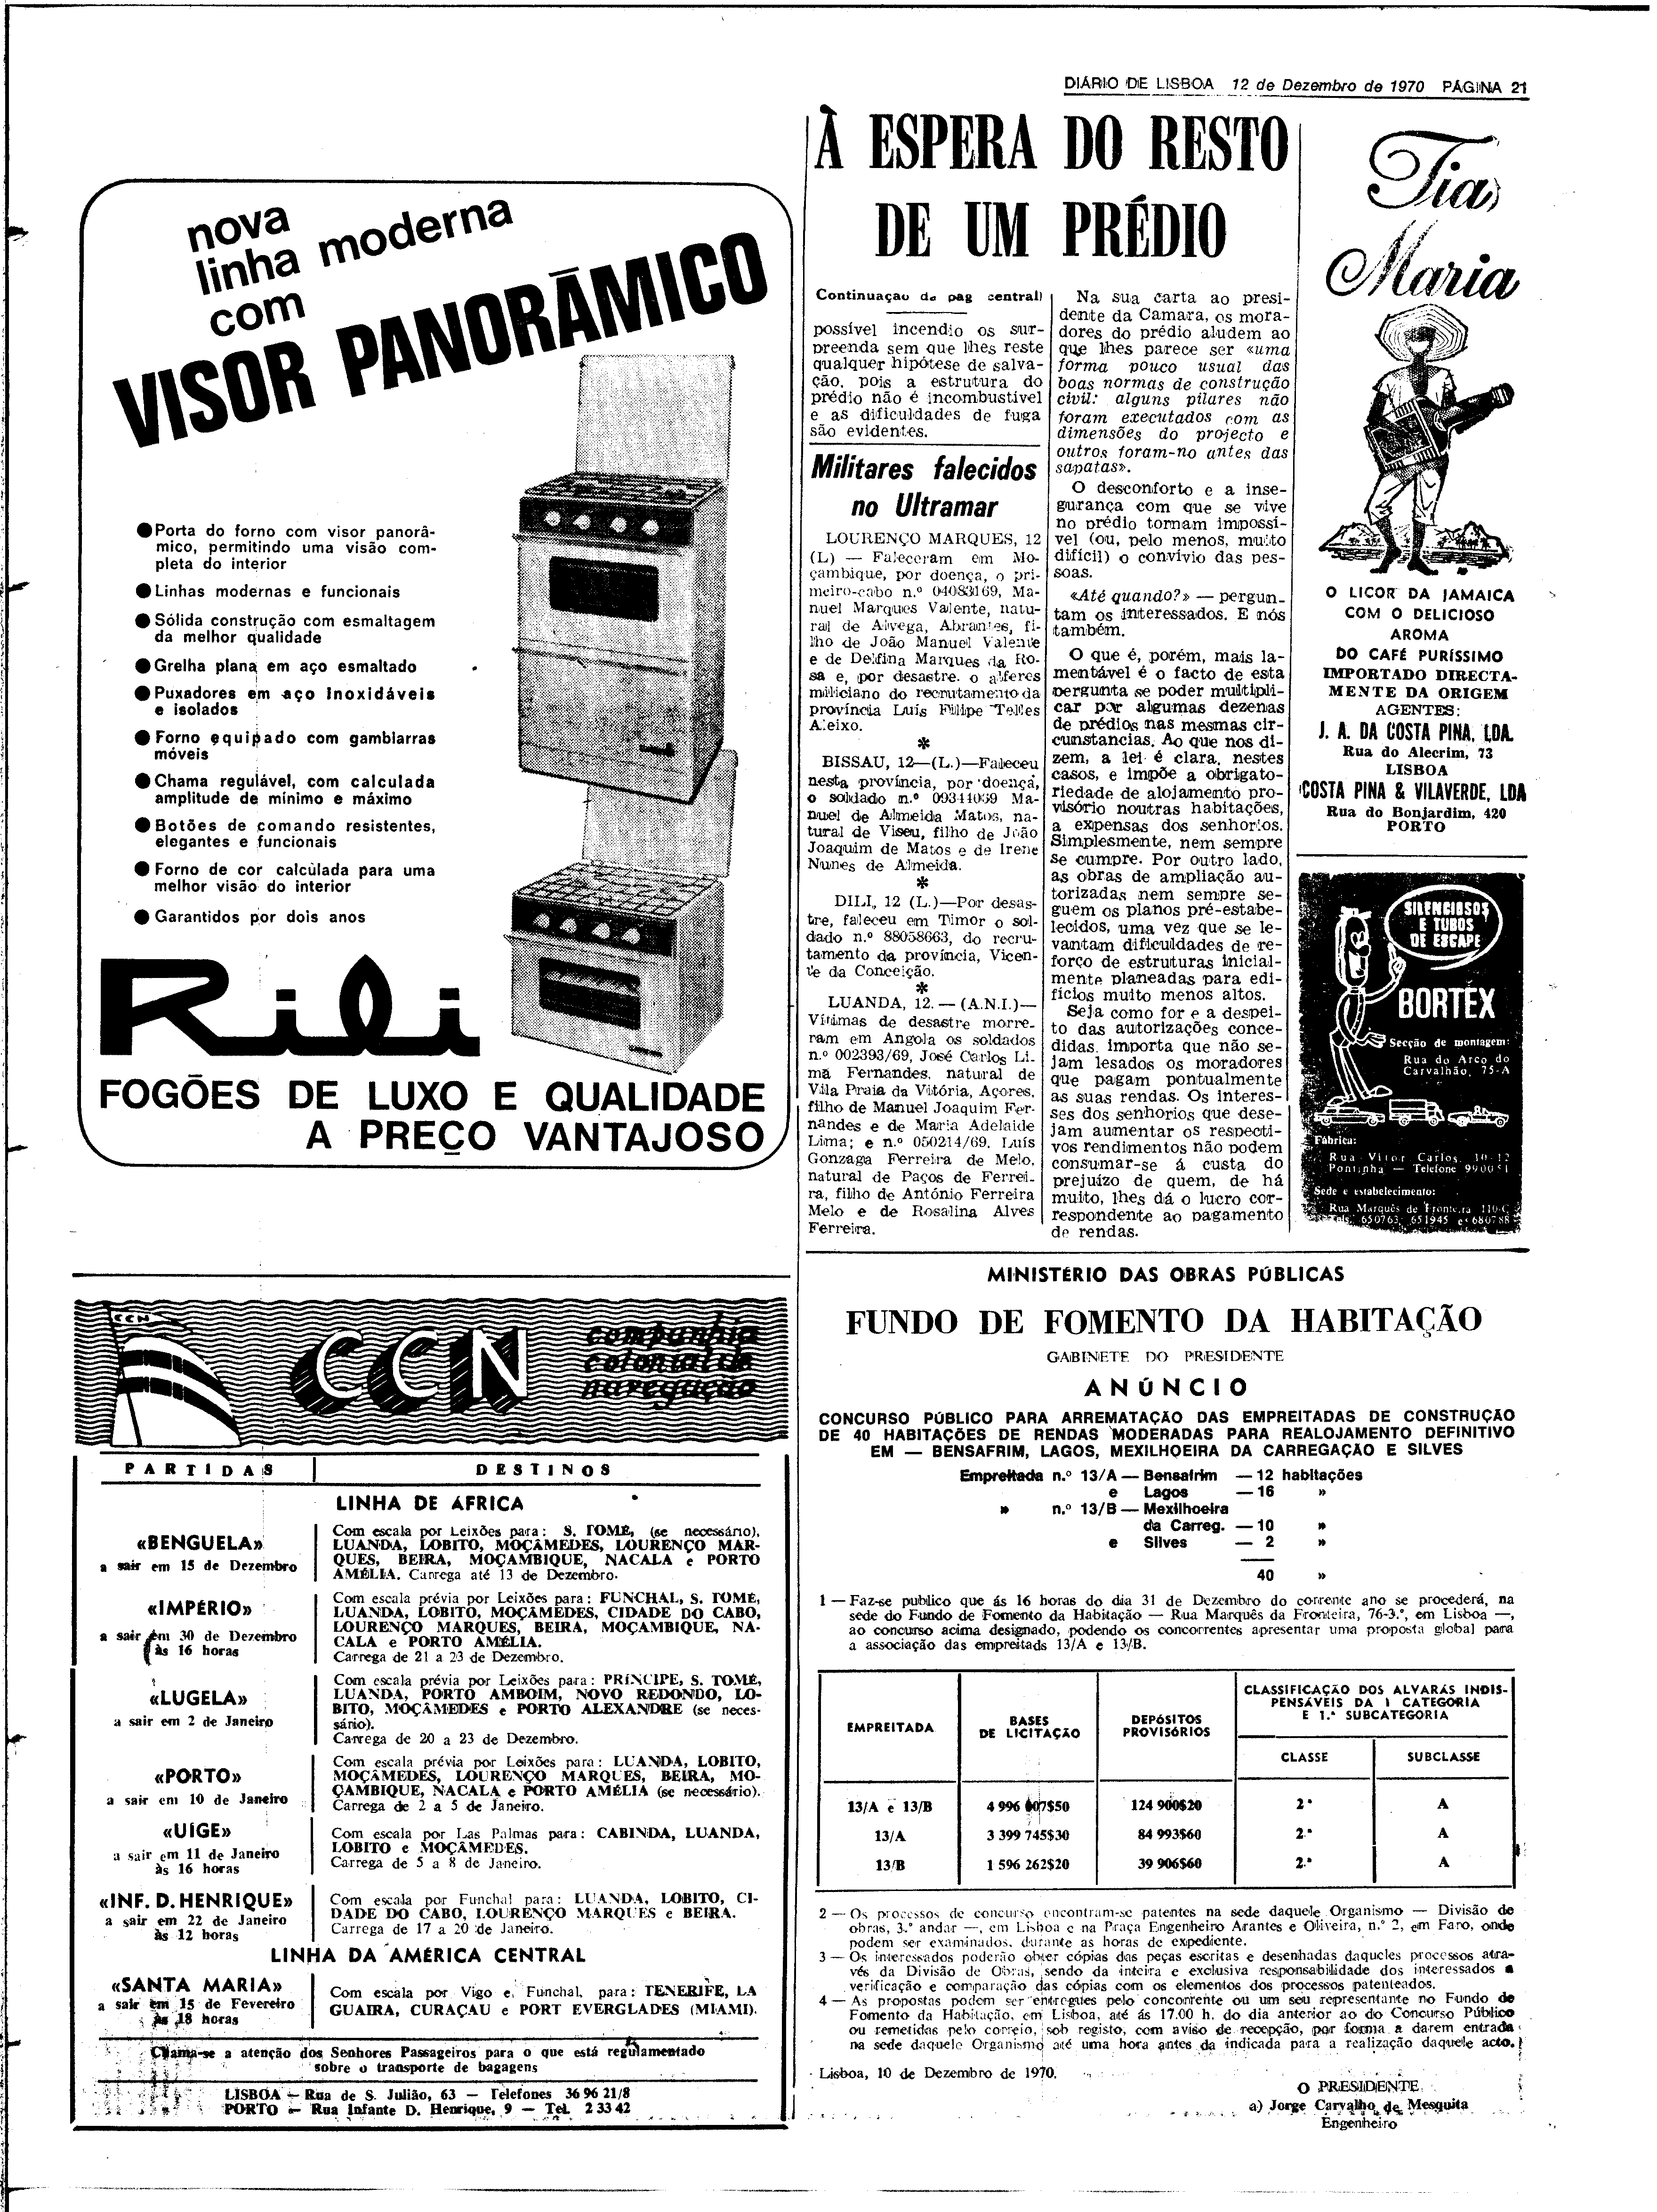 DIÁRIO DE LISBOA 12 de Dezembro de 1970 PÁGINA 21
nova
linha moderna
com
VISOR PANORÂMICO
● Porta do forno com visor panorâ-
mico, permitindo uma visão com-
pleta do interior
● Linhas modernas e funcionais
● Sólida construção com esmaltagem
da melhor qualidade
● Grelha plana em aço esmaltado
● Puxadores em aço inoxidáveis
e isolados
● Forno equipado com gambiarras
móveis
● Chama regulável, com calculada
amplitude de mínimo e máximo
● Botões de comando resistentes,
elegantes e funcionais
● Forno de cor calculada para uma
melhor visão do interior
● Garantidos por dois anos
Rili
FOGÕES DE LUXO E QUALIDADE
A PREÇO VANTAJOSO
À ESPERA DO RESTO
DE UM PRÉDIO
Continuação da pag central)
possível incendio os sur-
preenda sem que lhes reste
qualquer hipótese de salva-
ção, pois a estrutura do
prédio não é incombustível
e as dificuldades de fuga
são evidentes.
Militares falecidos
no Ultramar
LOURENÇO MARQUES, 12
(L) — Faleceram em Mo-
çambique, por doença, o pri-
meiro-cabo n.º 04083169, Ma-
nuel Marques Valente, natu-
ral de Alvega, Abrantes, fi-
lho de João Manuel Valente
e de Delfina Marques da Ro-
sa e, por desastre. o alferes
miliciano do recrutamento da
província Luís Filipe Telles
Aleixo.
*
BISSAU, 12—(L.)—Faleceu
nesta província, por doença,
o soldado n.º 09344059 Ma-
nuel de Almeida Matos, na-
tural de Viseu, filho de João
Joaquim de Matos e de Irene
Nunes de Almeida.
*
DILI, 12 (L.)—Por desas-
tre, faleceu em Timor o sol-
dado n.º 88058663, do recru-
tamento da província, Vicen-
te da Conceição.
*
LUANDA, 12. — (A.N.I.)—
Vítimas de desastre morre-
ram em Angola os soldados
n.º 002393/69, José Carlos Li-
ma Fernandes, natural de
Vila Praia da Vitória, Açores,
filho de Manuel Joaquim Fer-
nandes e de Maria Adelaide
Lima; e n.º 050214/69, Luís
Gonzaga Ferreira de Melo,
natural de Paços de Ferrei-
ra, filho de António Ferreira
Melo e de Rosalina Alves
Ferreira.
Na sua carta ao presi-
dente da Camara, os mora-
dores do prédio aludem ao
que lhes parece ser «uma
forma pouco usual das
boas normas de construção
civil: alguns pilares não
foram executados com as
dimensões do projecto e
outros foram-no antes das
sapatas».
O desconforto e a inse-
gurança com que se vive
no prédio tornam impossí-
vel (ou, pelo menos, muito
difícil) o convívio das pes-
soas.
«Até quando?» — pergun-
tam os interessados. E nós
também.
O que é, porém, mais la-
mentável é o facto de esta
pergunta se poder multipli-
car por algumas dezenas
de prédios nas mesmas cir-
cunstancias. Ao que nos di-
zem, a lei é clara, nestes
casos, e impõe a obrigato-
riedade de alojamento pro-
visório noutras habitações,
a expensas dos senhorios.
Simplesmente, nem sempre
se cumpre. Por outro lado,
as obras de ampliação au-
torizadas nem sempre se-
guem os planos pré-estabe-
lecidos, uma vez que se le-
vantam dificuldades de re-
forço de estruturas inicial-
mente planeadas para edi-
fícios muito menos altos.
Seja como for e a despei-
to das autorizações conce-
didas, importa que não se-
jam lesados os moradores
que pagam pontualmente
as suas rendas. Os interes-
ses dos senhorios que dese-
jam aumentar os respecti-
vos rendimentos não podem
consumar-se á custa do
prejuízo de quem, de há
muito, lhes dá o lucro cor-
respondente ao pagamento
de rendas.
Tia
Maria
O LICOR DA JAMAICA
COM O DELICIOSO
AROMA
DO CAFÉ PURÍSSIMO
IMPORTADO DIRECTA-
MENTE DA ORIGEM
AGENTES:
J. A. DA COSTA PINA, LDA.
Rua do Alecrim, 73
LISBOA
COSTA PINA & VILAVERDE, LDA
Rua do Bonjardim, 420
PORTO
SILENCIOSOS
E TUBOS
DE ESCAPE
BORTÉX
Secção de montagem:
Rua do Arco do
Carvalhão, 75-A
Fábrica:
Rua Vitor Carlos, 10-12
Pontinha — Telefone 990051
Sede e estabelecimento:
Rua Marquês de Fronteira 110-C
650763, 651945 e 680788
CCN
CCN companhia
colonial de
navegação
PARTIDAS DESTINOS
LINHA DE ÁFRICA
«BENGUELA»
a sair em 15 de Dezembro
Com escala por Leixões para: S. TOMÉ, (se necessário),
LUANDA, LOBITO, MOÇÂMEDES, LOURENÇO MAR-
QUES, BEIRA, MOÇAMBIQUE, NACALA e PORTO
AMÉLIA. Carrega até 13 de Dezembro.
«IMPÉRIO»
a sair em 30 de Dezembro
às 16 horas
Com escala prévia por Leixões para: FUNCHAL, S. TOMÉ,
LUANDA, LOBITO, MOÇÂMEDES, CIDADE DO CABO,
LOURENÇO MARQUES, BEIRA, MOÇAMBIQUE, NA-
CALA e PORTO AMÉLIA.
Carrega de 21 a 23 de Dezembro.
«LUGELA»
a sair em 2 de Janeiro
Com escala prévia por Leixões para: PRÍNCIPE, S. TOMÉ,
LUANDA, PORTO AMBOIM, NOVO REDONDO, LO-
BITO, MOÇÂMEDES e PORTO ALEXANDRE (se neces-
sário).
Carrega de 20 a 23 de Dezembro.
«PORTO»
a sair em 10 de Janeiro
Com escala prévia por Leixões para: LUANDA, LOBITO,
MOÇÂMEDES, LOURENÇO MARQUES, BEIRA, MO-
ÇAMBIQUE, NACALA e PORTO AMÉLIA (se necessário).
Carrega de 2 a 5 de Janeiro.
«UIGE»
a sair em 11 de Janeiro
às 16 horas
Com escala por Las Palmas para: CABINDA, LUANDA,
LOBITO e MOÇÂMEDES.
Carrega de 5 a 8 de Janeiro.
«INF. D. HENRIQUE»
a sair em 22 de Janeiro
às 12 horas
Com escala por Funchal para: LUANDA, LOBITO, CI-
DADE DO CABO, LOURENÇO MARQUES e BEIRA.
Carrega de 17 a 20 de Janeiro.
LINHA DA AMÉRICA CENTRAL
«SANTA MARIA»
a sair em 15 de Fevereiro
às 18 horas
Com escala por Vigo e Funchal, para: TENERIFE, LA
GUAIRA, CURAÇAU e PORT EVERGLADES (MIAMI).
Chama-se a atenção dos Senhores Passageiros para o que está regulamentado
sobre o transporte de bagagens
LISBOA — Rua de S. Julião, 63 — Telefones 36 96 21/8
PORTO — Rua Infante D. Henrique, 9 — Tel. 2 33 42
MINISTÉRIO DAS OBRAS PÚBLICAS
FUNDO DE FOMENTO DA HABITAÇÃO
GABINETE DO PRESIDENTE
ANÚNCIO
CONCURSO PÚBLICO PARA ARREMATAÇÃO DAS EMPREITADAS DE CONSTRUÇÃO
DE 40 HABITAÇÕES DE RENDAS MODERADAS PARA REALOJAMENTO DEFINITIVO
EM — BENSAFRIM, LAGOS, MEXILHOEIRA DA CARREGAÇÃO E SILVES
Empreitada n.º 13/A — Bensafrim — 12 habitações
e Lagos — 16 »
» n.º 13/B — Mexilhoeira
da Carreg. — 10 »
e Silves — 2 »
40 »
1 — Faz-se publico que ás 16 horas do dia 31 de Dezembro do corrente ano se procederá, na
sede do Fundo de Fomento da Habitação — Rua Marquês da Fronteira, 76-3.º, em Lisboa —,
ao concurso acima designado, podendo os concorrentes apresentar uma proposta global para
a associação das empreitads 13/A e 13/B.
EMPREITADA BASES DE LICITAÇÃO DEPÓSITOS PROVISÓRIOS CLASSIFICAÇÃO DOS ALVARÁS INDIS-
PENSÁVEIS DA I CATEGORIA
E 1.ª SUBCATEGORIA
CLASSE SUBCLASSE
13/A e 13/B 4 996 007$50 124 900$20 2.ª A
13/A 3 399 745$30 84 993$60 2.ª A
13/B 1 596 262$20 39 906$60 2.ª A
2 — Os processos de concurso encontram-se patentes na sede daquele Organismo — Divisão de
obras, 3.º andar —, em Lisboa e na Praça Engenheiro Arantes e Oliveira, n.º 2, em Faro, onde
podem ser examinados, durante as horas de expediente.
3 — Os interessados poderão obter cópias das peças escritas e desenhadas daqueles processos atra-
vés da Divisão de Obras, sendo da inteira e exclusiva responsabilidade dos interessados a
verificação e comparação das cópias com os elementos dos processos patenteados.
4 — As propostas podem ser entregues pelo concorrente ou um seu representante no Fundo de
Fomento da Habitação, em Lisboa, até ás 17.00 h. do dia anterior ao do Concurso Público
ou remetidas pelo correio, sob registo, com aviso de recepção, por forma a darem entrada
na sede daquele Organismo até uma hora antes da indicada para a realização daquele acto.
Lisboa, 10 de Dezembro de 1970.
O PRESIDENTE
a) Jorge Carvalho de Mesquita
Engenheiro